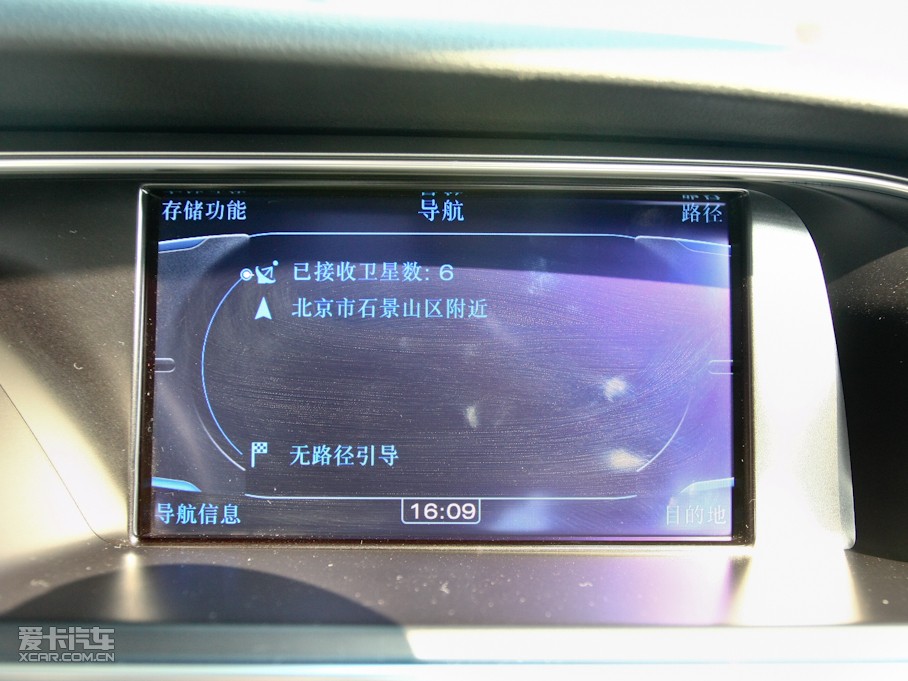 存储功能
导航
路径
已接收卫星数: 6
北京市石景山区附近
无路径引导
导航信息
16:09
目的地
爱卡汽车
XCAR.COM.CN